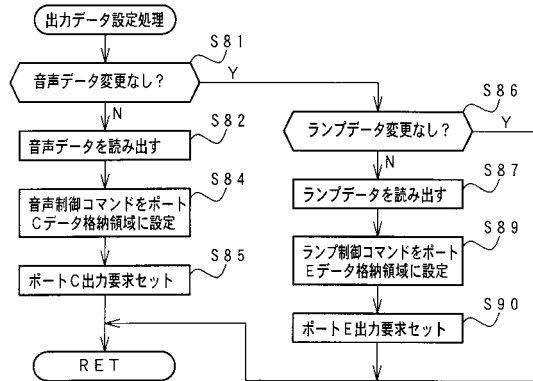 出力データ設定処理
S81
音声データ変更なし?
Y
N
S82
音声データを読み出す
S84
音声制御コマンドをポート
Cデータ格納領域に設定
S85
ポートC出力要求セット
RET
S86
ランプデータ変更なし?
Y
N
S87
ランプデータを読み出す
S89
ランプ制御コマンドをポート
Eデータ格納領域に設定
S90
ポートE出力要求セット